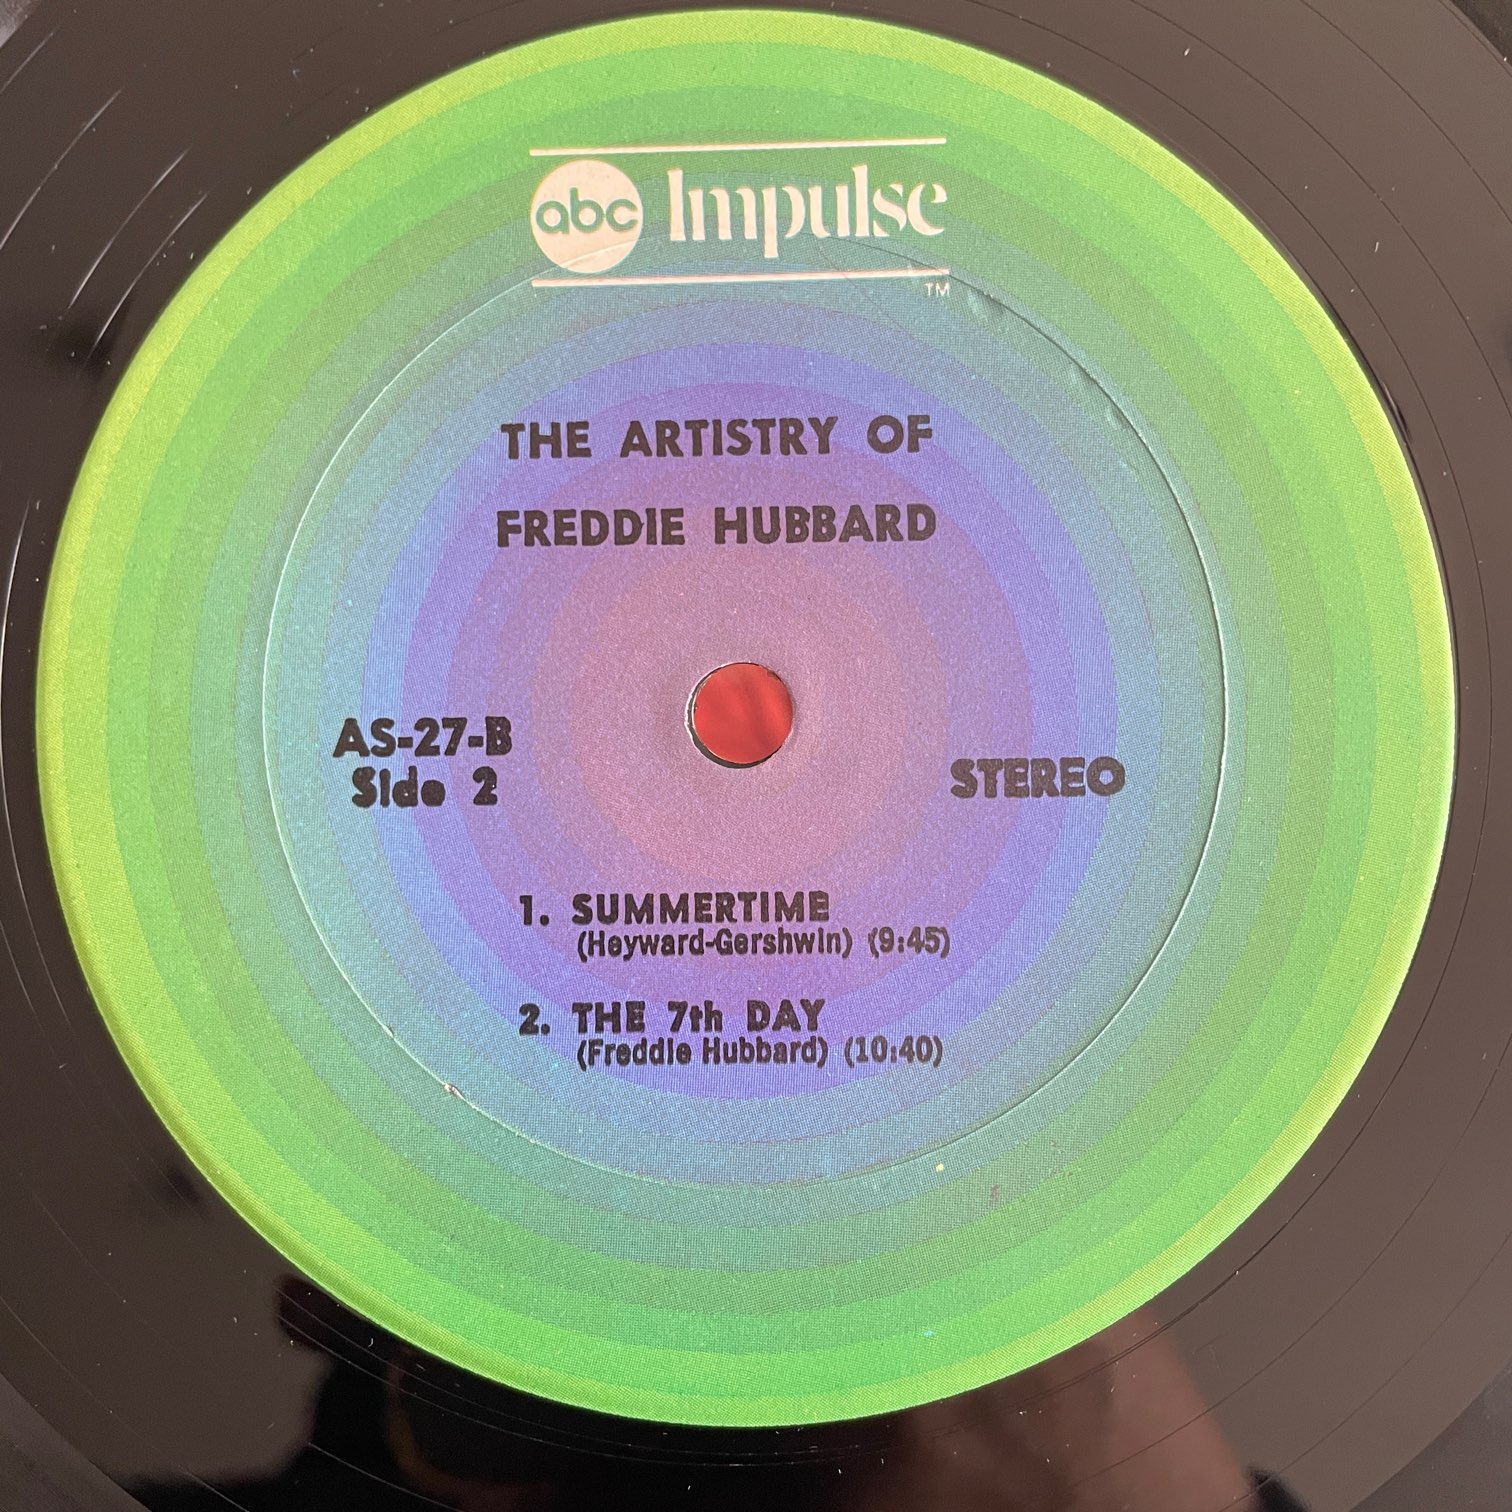 abc Impulse
TM
THE ARTISTRY OF
FREDDIE HUBBARD
AS-27-B
Side 2
STEREO
1. SUMMERTIME
(Heyward-Gershwin) (9:45)
2. THE 7th DAY
(Freddie Hubbard) (10:40)